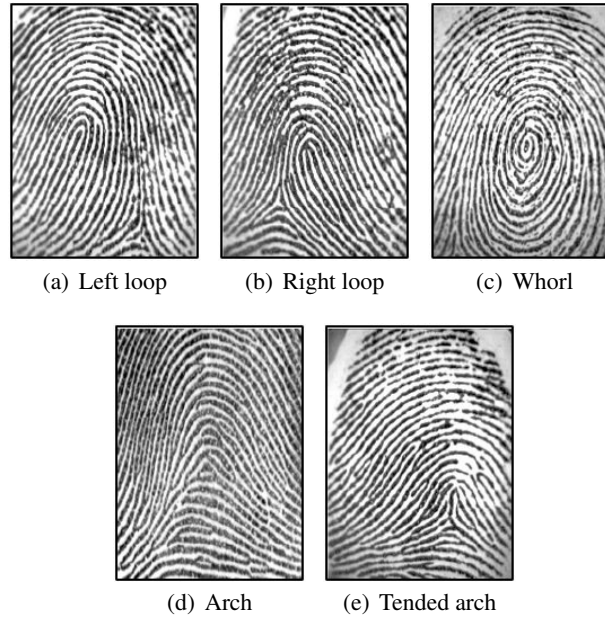 (a) Left loop
(b) Right loop
(c) Whorl
(d) Arch
(e) Tended arch